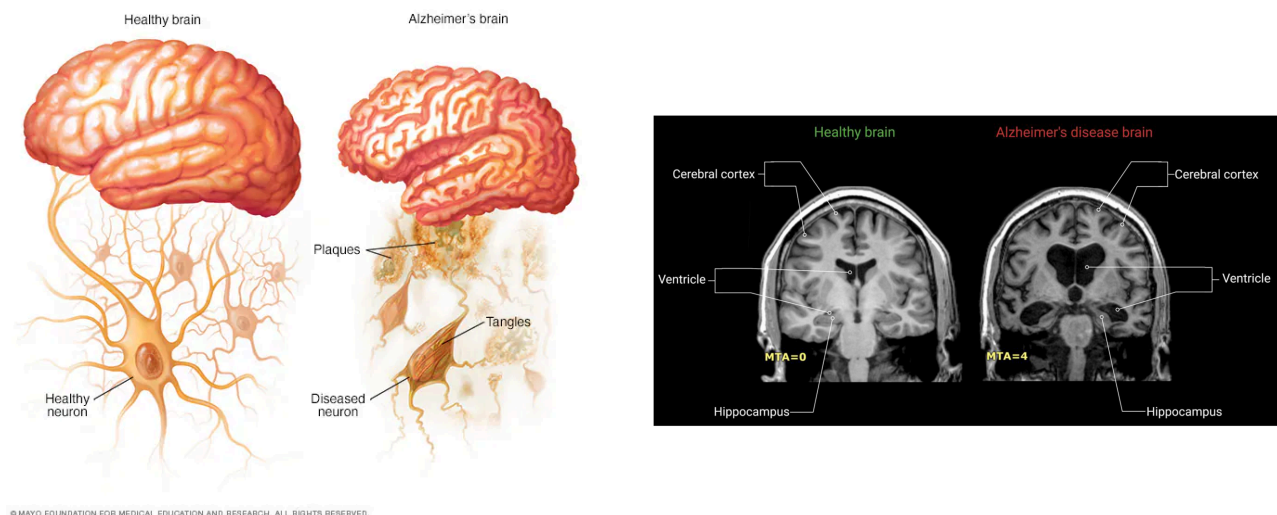 Healthy brain
Alzheimer's brain
Plaques
Tangles
Healthy
neuron
Diseased
neuron
© MAYO FOUNDATION FOR MEDICAL EDUCATION AND RESEARCH. ALL RIGHTS RESERVED.
Healthy brain
Alzheimer's disease brain
Cerebral cortex
Cerebral cortex
Ventricle
Ventricle
MTA=0
MTA=4
Hippocampus
Hippocampus